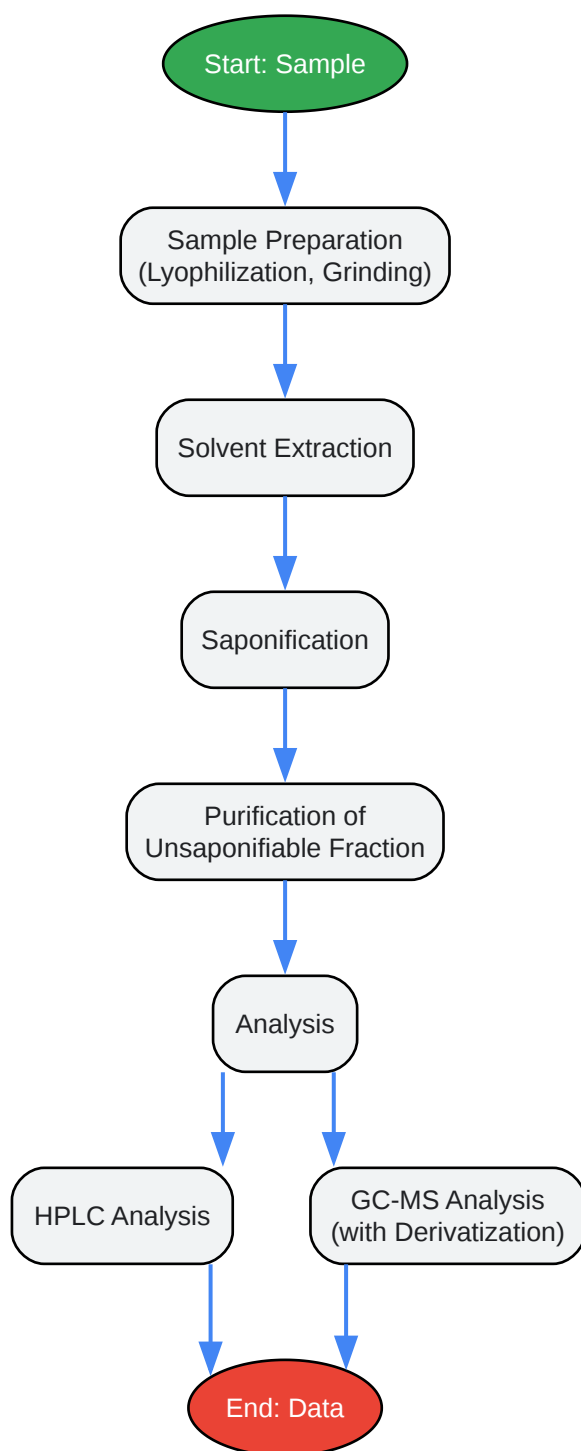 Start: Sample
Sample Preparation
(Lyophilization, Grinding)
Solvent Extraction
Saponification
Purification of
Unsaponifiable Fraction
Analysis
HPLC Analysis
GC-MS Analysis
(with Derivatization)
End: Data